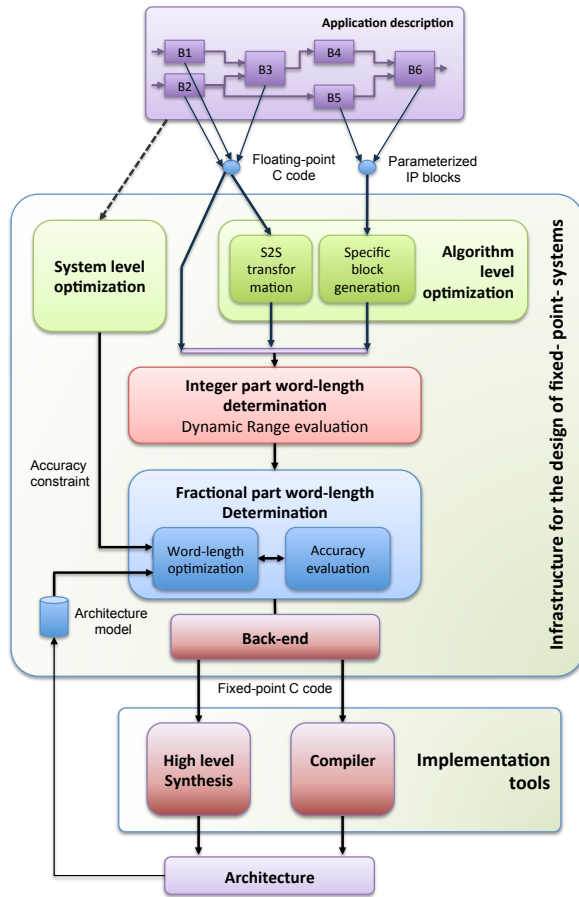 Application description
B1
B2
B3
B4
B5
B6
Floating-point
C code
Parameterized
IP blocks
System level
optimization
S2S
transfor
mation
Specific
block
generation
Algorithm
level
optimization
Infrastructure for the design of fixed- point- systems
Integer part word-length
determination
Dynamic Range evaluation
Accuracy
constraint
Fractional part word-length
Determination
Word-length
optimization
Accuracy
evaluation
Architecture
model
Back-end
Fixed-point C code
High level
Synthesis
Compiler
Implementation
tools
Architecture